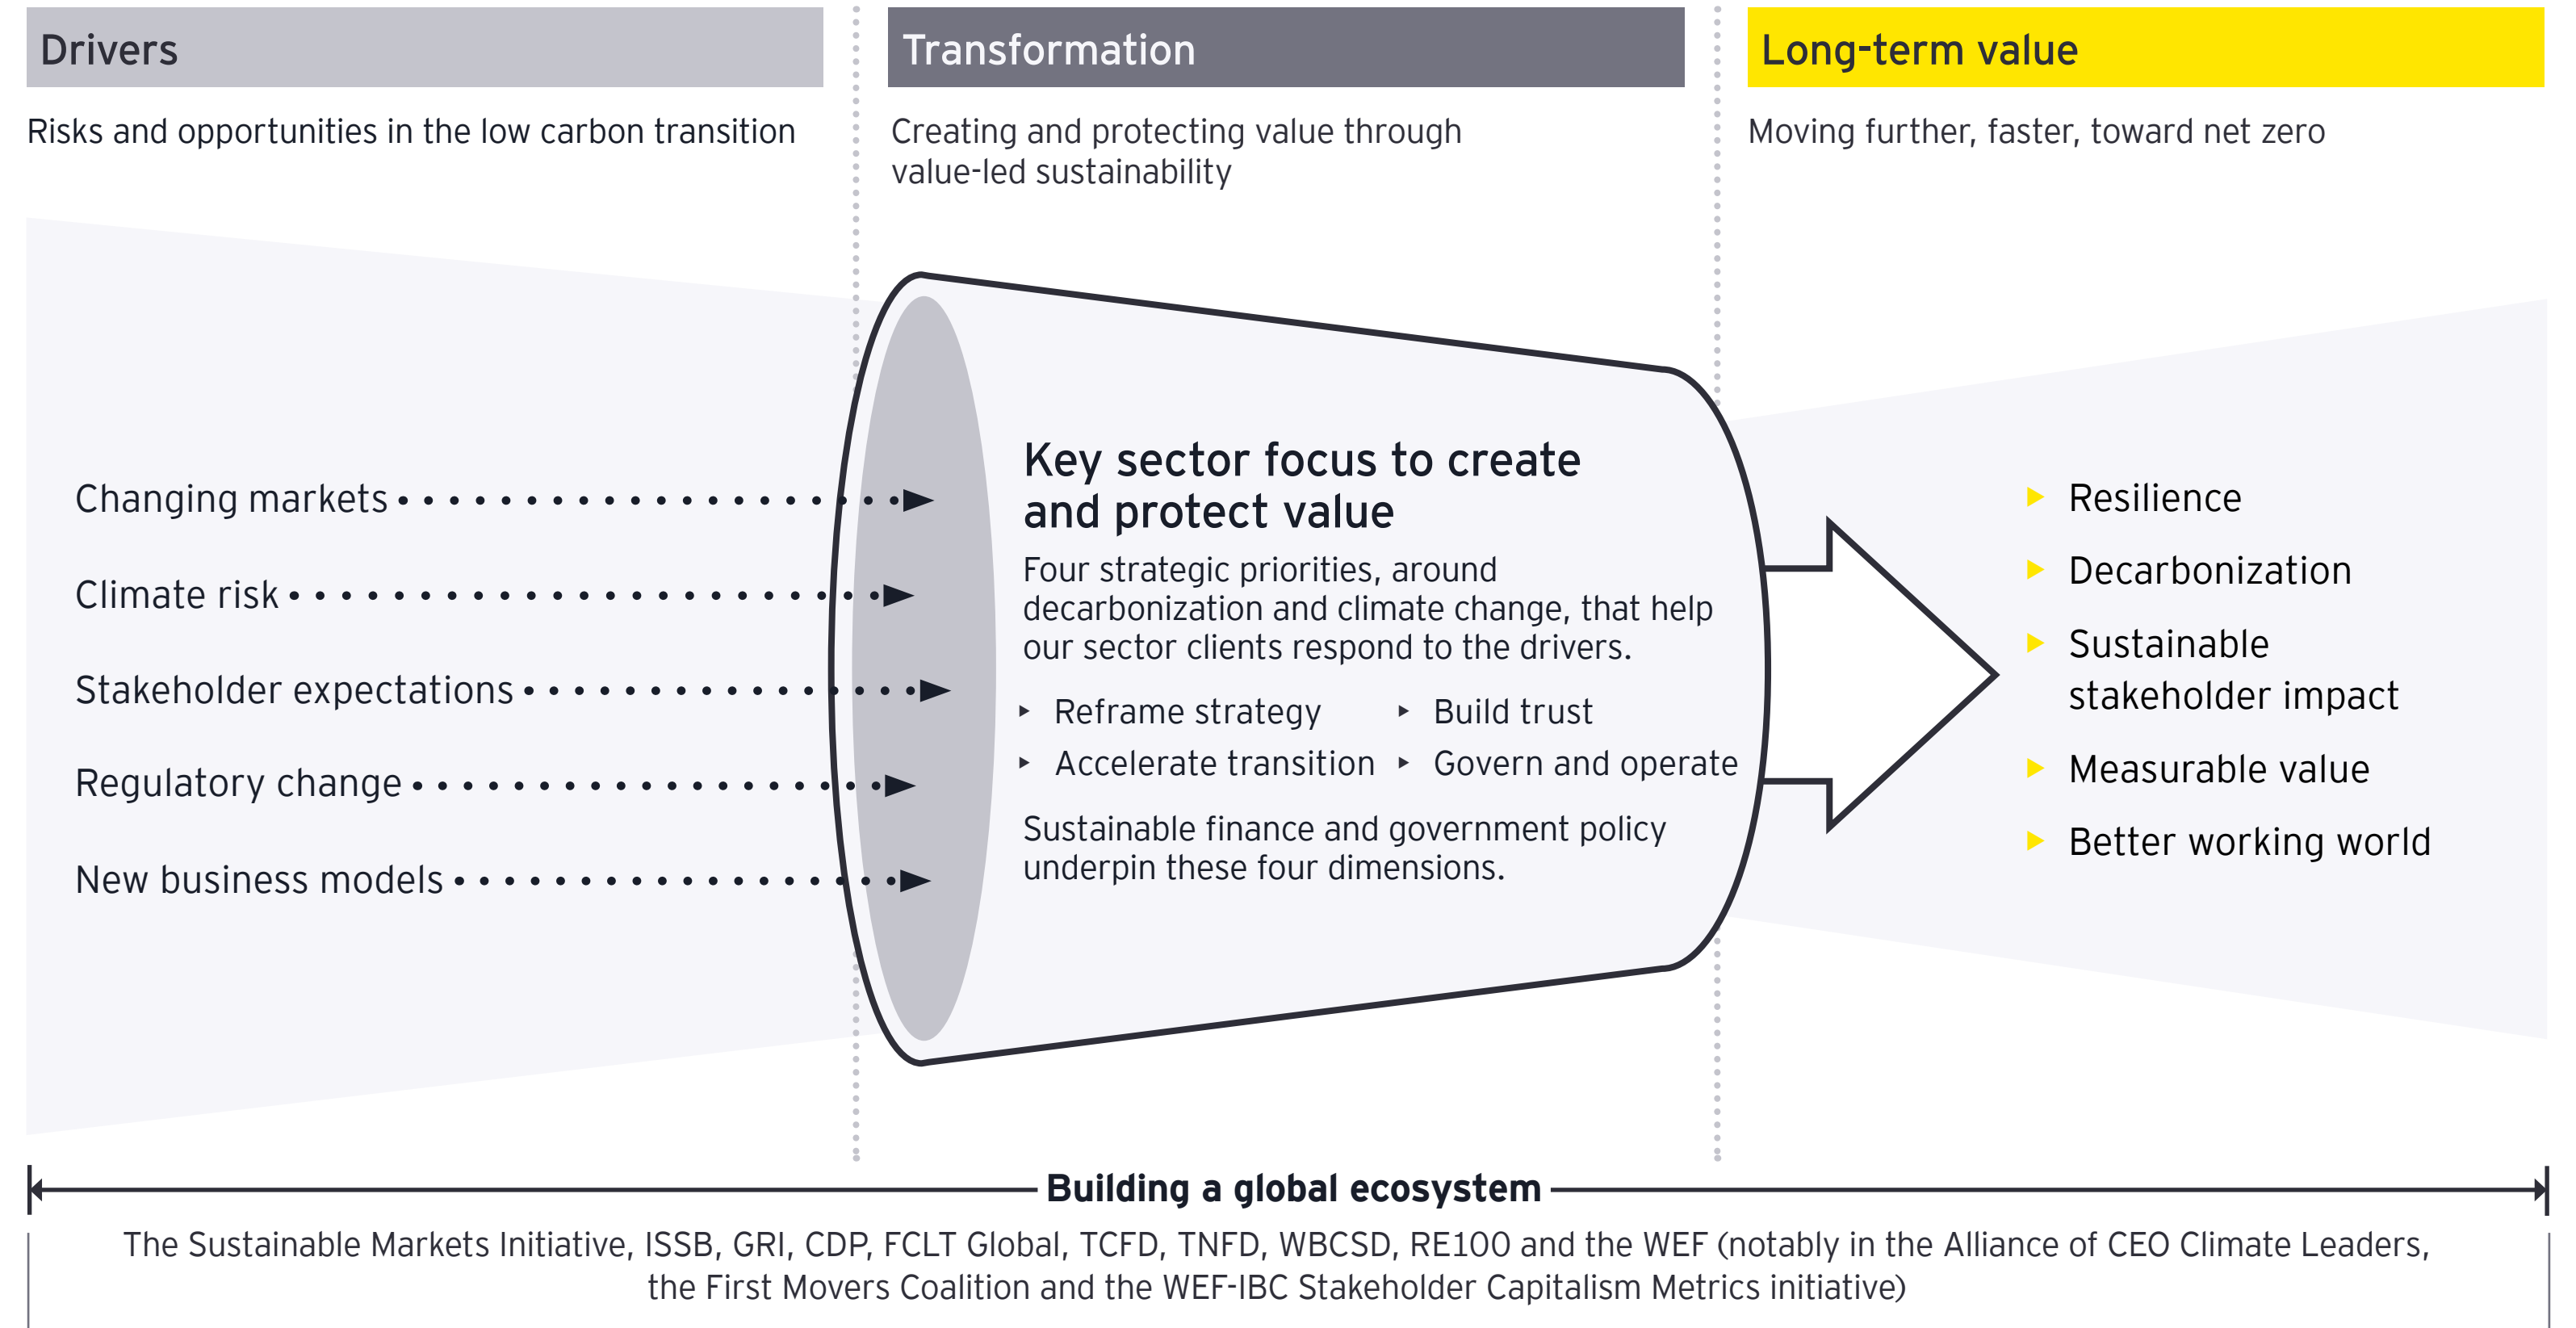 Drivers
Risks and opportunities in the low carbon transition
Transformation
Creating and protecting value through
value-led sustainability
Long-term value
Moving further, faster, toward net zero
Changing markets
Climate risk
Stakeholder expectations
Regulatory change
New business models
Key sector focus to create
and protect value
Four strategic priorities, around
decarbonization and climate change, that help
our sector clients respond to the drivers.
Reframe strategy
Build trust
Accelerate transition
Govern and operate
Sustainable finance and government policy
underpin these four dimensions.
Resilience
Decarbonization
Sustainable
stakeholder impact
Measurable value
Better working world
Building a global ecosystem
The Sustainable Markets Initiative, ISSB, GRI, CDP, FCLT Global, TCFD, TNFD, WBCSD, RE100 and the WEF (notably in the Alliance of CEO Climate Leaders,
the First Movers Coalition and the WEF-IBC Stakeholder Capitalism Metrics initiative)